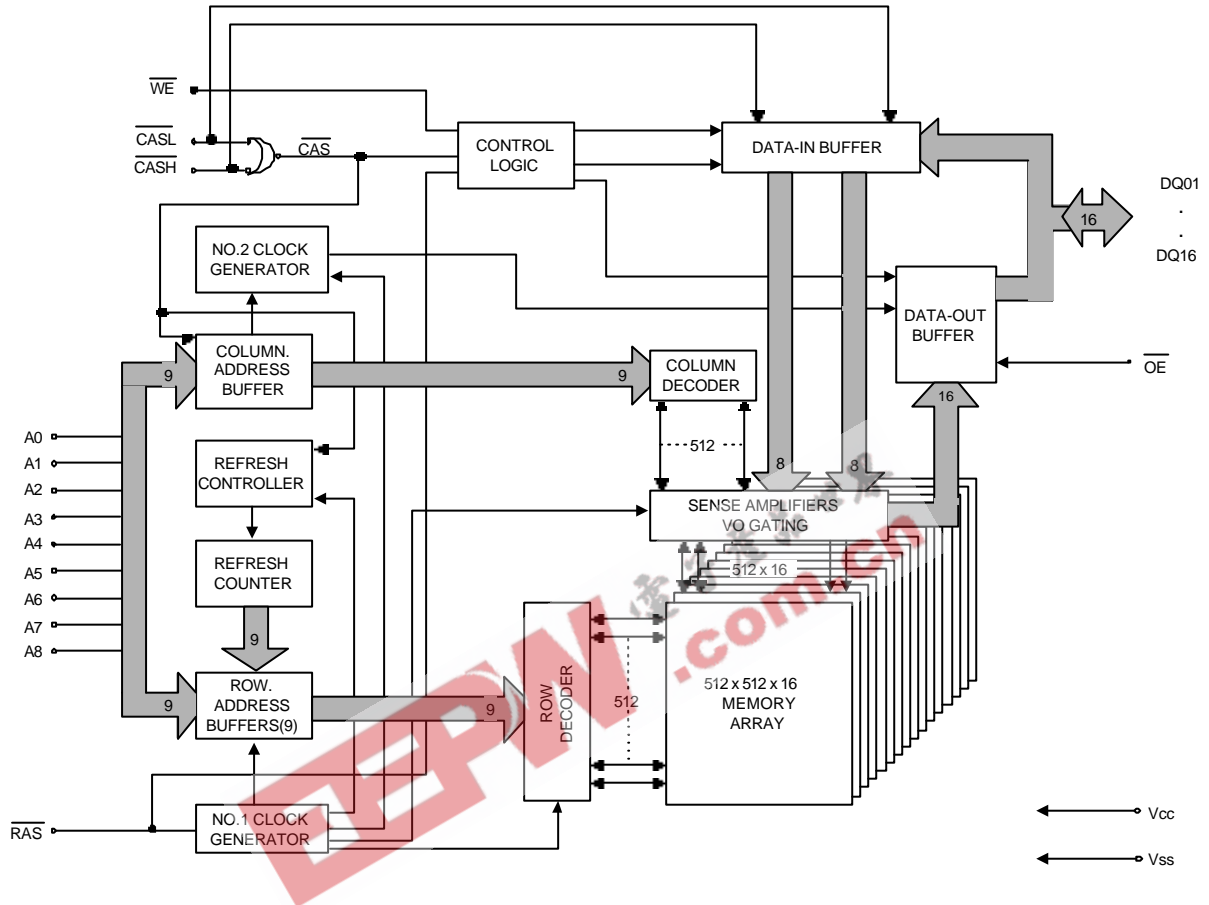 WE
CASL
CASH
CAS
CONTROL
LOGIC
DATA-IN BUFFER
DQ01
.
.
DQ16
16
NO.2 CLOCK
GENERATOR
DATA-OUT
BUFFER
OE
COLUMN.
ADDRESS
BUFFER
9
9
COLUMN
DECODER
16
512
8
8
A0
A1
A2
A3
A4
A5
A6
A7
A8
REFRESH
CONTROLLER
SENSE AMPLIFIERS
I/O GATING
REFRESH
COUNTER
512 x 16
9
ROW.
ADDRESS
BUFFERS(9)
9
9
ROW
DECODER
512
512 x 512 x 16
MEMORY
ARRAY
RAS
NO.1 CLOCK
GENERATOR
Vcc
Vss
EEPW.com.cn